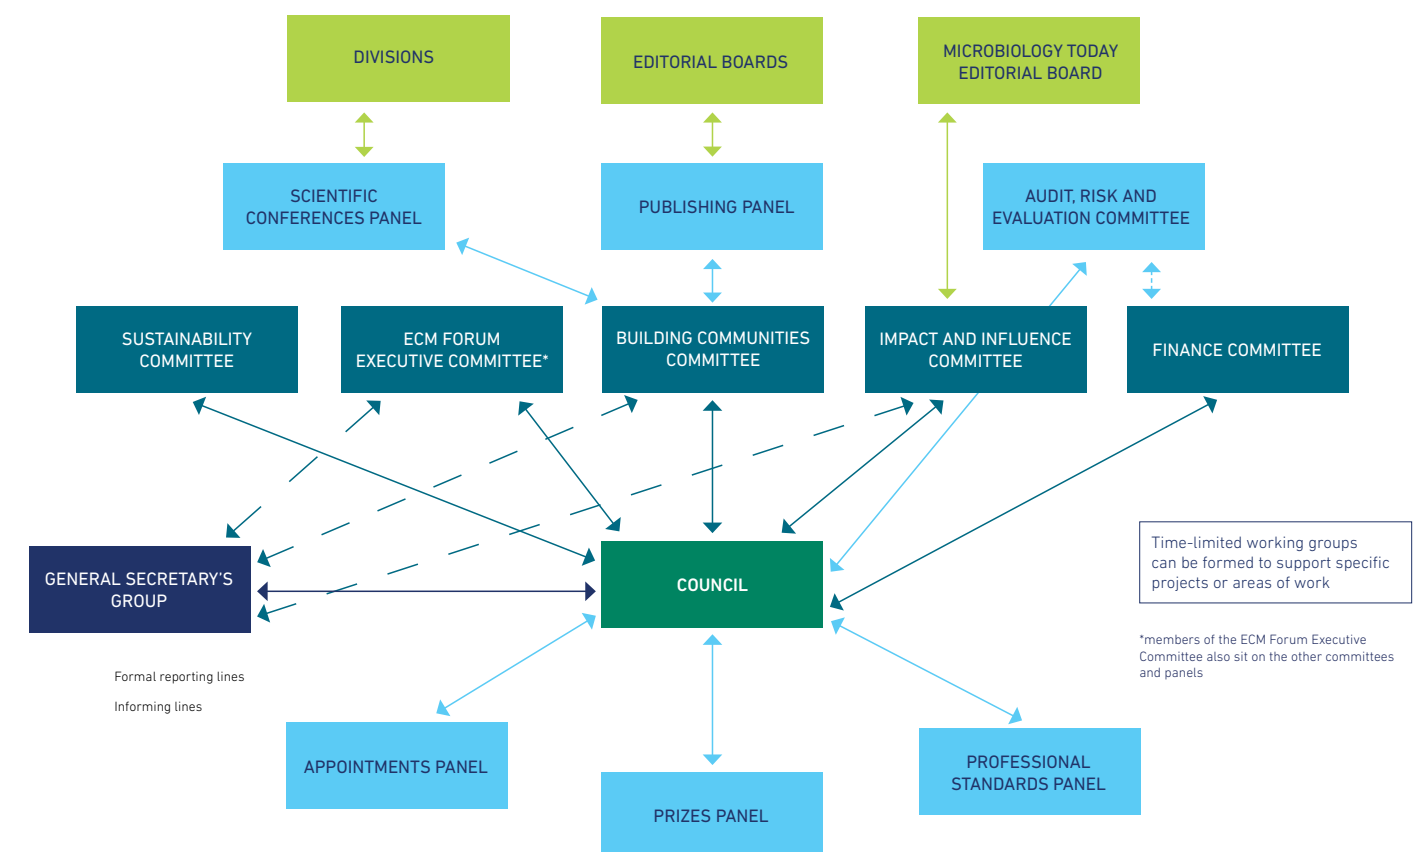 DIVISIONS
EDITORIAL BOARDS
MICROBIOLOGY TODAY
EDITORIAL BOARD
SCIENTIFIC
CONFERENCES PANEL
PUBLISHING PANEL
AUDIT, RISK AND
EVALUATION COMMITTEE
SUSTAINABILITY
COMMITTEE
ECM FORUM
EXECUTIVE COMMITTEE*
BUILDING COMMUNITIES
COMMITTEE
IMPACT AND INFLUENCE
COMMITTEE
FINANCE COMMITTEE
GENERAL SECRETARY’S
GROUP
COUNCIL
Time-limited working groups
can be formed to support specific
projects or areas of work
*members of the ECM Forum Executive
Committee also sit on the other committees
and panels
Formal reporting lines
Informing lines
APPOINTMENTS PANEL
PRIZES PANEL
PROFESSIONAL
STANDARDS PANEL